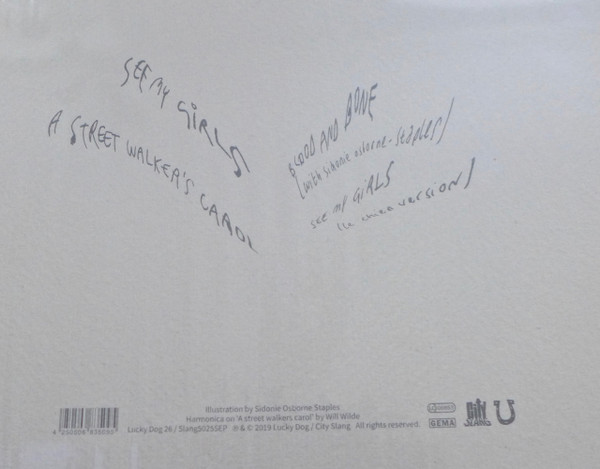 SEE MY GiRLS
A STREET WALKER'S CAROL
BLOOD AND BONE
(with sidonie osborne-staples)
see my GiRLS
version)
Illustration by Sidonie Osborne Staples
Harmonica on 'A street walkers carol' by Will Wilde
Lucky Dog 26 / Slang50255EP ℗ & © 2019 Lucky Dog / City Slang All rights reserved.
GEMA
CITY SLANG